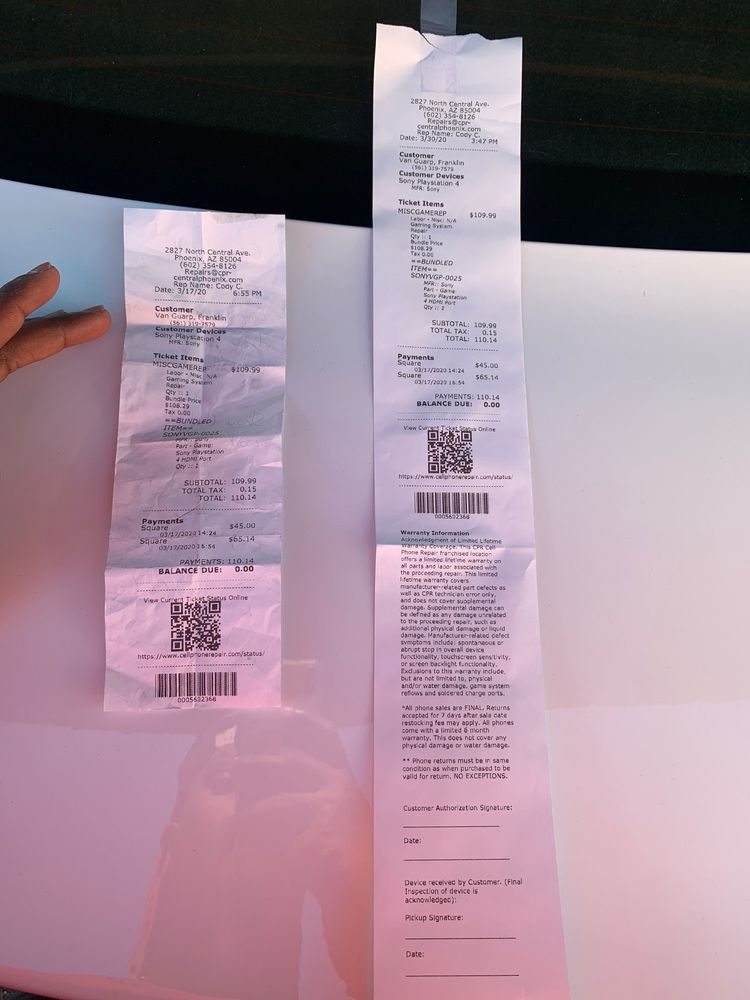 2827 North Central Ave.
Phoenix, AZ 85004
(602) 354-8126
Repairs@cpr-
centralphoenix.com
Rep Name: Cody C.
Date: 3/17/20 6:55 PM
Customer
Van Guarp, Franklin
(561) 319-7579
Customer Devices
Sony Playstation 4
MFR: Sony
Ticket Items
MISCGAMEREP $109.99
Labor - Misc: N/A
Gaming System
Repair
Qty :: 1
Bundle Price
$108.29
Tax 0.00
==BUNDLED
ITEM==
SONYVGP-0025
MFR: Sony
Part - Game:
Sony Playstation
4 HDMI Port
Qty :: 1
SUBTOTAL: 109.99
TOTAL TAX: 0.15
TOTAL: 110.14
Payments
Square $45.00
03/17/2020 14:24
Square $65.14
03/17/2020 18:54
PAYMENTS: 110.14
BALANCE DUE: 0.00
View Current Ticket Status Online
https://www.cellphonerepair.com/status/
0005602366
2827 North Central Ave.
Phoenix, AZ 85004
(602) 354-8126
Repairs@cpr-
centralphoenix.com
Rep Name: Cody C.
Date: 3/30/20 3:47 PM
Customer
Van Guarp, Franklin
(561) 319-7579
Customer Devices
Sony Playstation 4
MFR: Sony
Ticket Items
MISCGAMEREP $109.99
Labor - Misc: N/A
Gaming System
Repair
Qty :: 1
Bundle Price
$108.29
Tax 0.00
==BUNDLED
ITEM==
SONYVGP-0025
MFR: Sony
Part - Game:
Sony Playstation
4 HDMI Port
Qty :: 1
SUBTOTAL: 109.99
TOTAL TAX: 0.15
TOTAL: 110.14
Payments
Square $45.00
03/17/2020 14:24
Square $65.14
03/17/2020 18:54
PAYMENTS: 110.14
BALANCE DUE: 0.00
View Current Ticket Status Online
https://www.cellphonerepair.com/status/
0005602366
Warranty Information
Acknowledgment of Limited Lifetime
Warranty Coverage. This CPR Cell
Phone Repair franchised location
offers a limited lifetime warranty on
all parts and labor associated with
the proceeding repair. This limited
lifetime warranty covers
manufacturer-related part defects as
well as CPR technician error only,
and does not cover supplemental
damage. Supplemental damage can
be defined as any damage unrelated
to the proceeding repair, such as
additional physical damage or liquid
damage. Manufacturer-related defect
symptoms include: spontaneous or
abrupt stop in overall device
functionality, touchscreen sensitivity,
or screen backlight functionality.
Exclusions to this warranty include,
but are not limited to, physical
and/or water damage, game system
reflows and soldered charge ports.
*All phone sales are FINAL. Returns
accepted for 7 days after sale date
restocking fee may apply. All phones
come with a limited 6 month
warranty. This does not cover any
physical damage or water damage.
** Phone returns must be in same
condition as when purchased to be
valid for return, NO EXCEPTIONS.
Customer Authorization Signature:
Date:
Device received by Customer. (Final
Inspection of device is
acknowledged):
Pickup Signature:
Date: